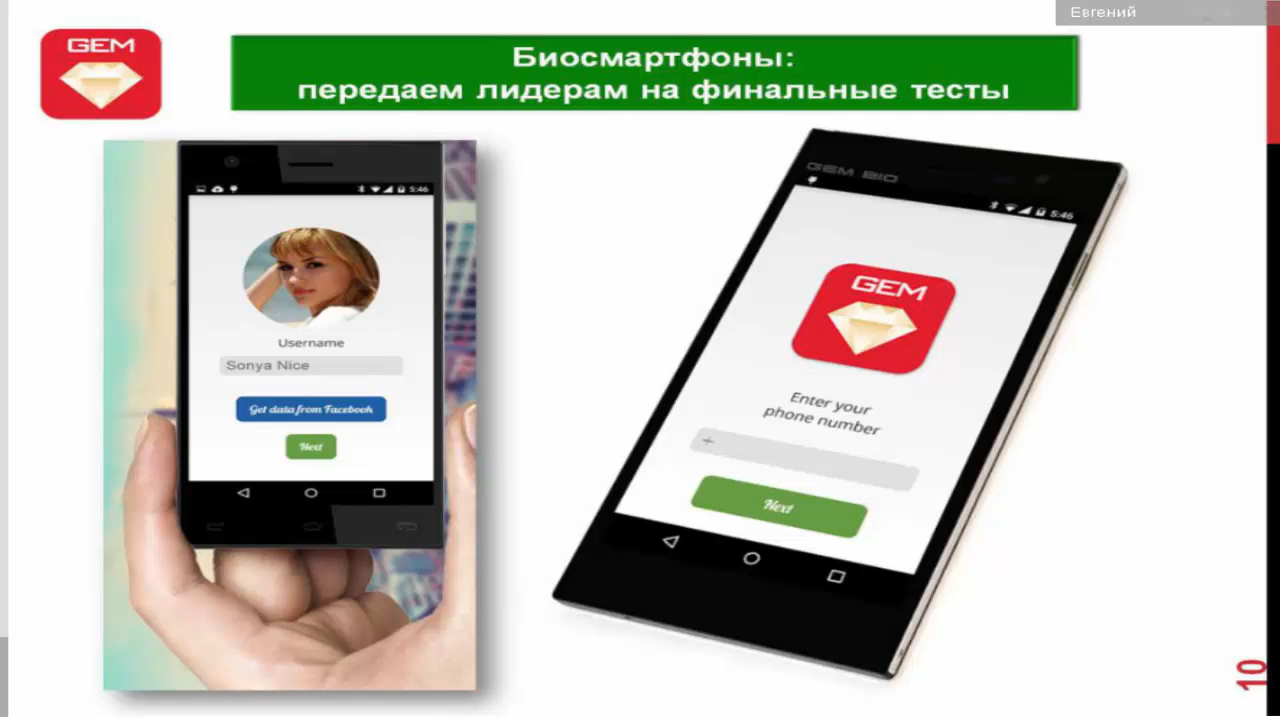 Евгений
GEM
Биосмартфоны:
передаем лидерам на финальные тесты
5:46
Username
Sonya Nice
Get data from Facebook
Next
GEM BIO
5:46
GEM
Enter your
phone number
+
Next
10